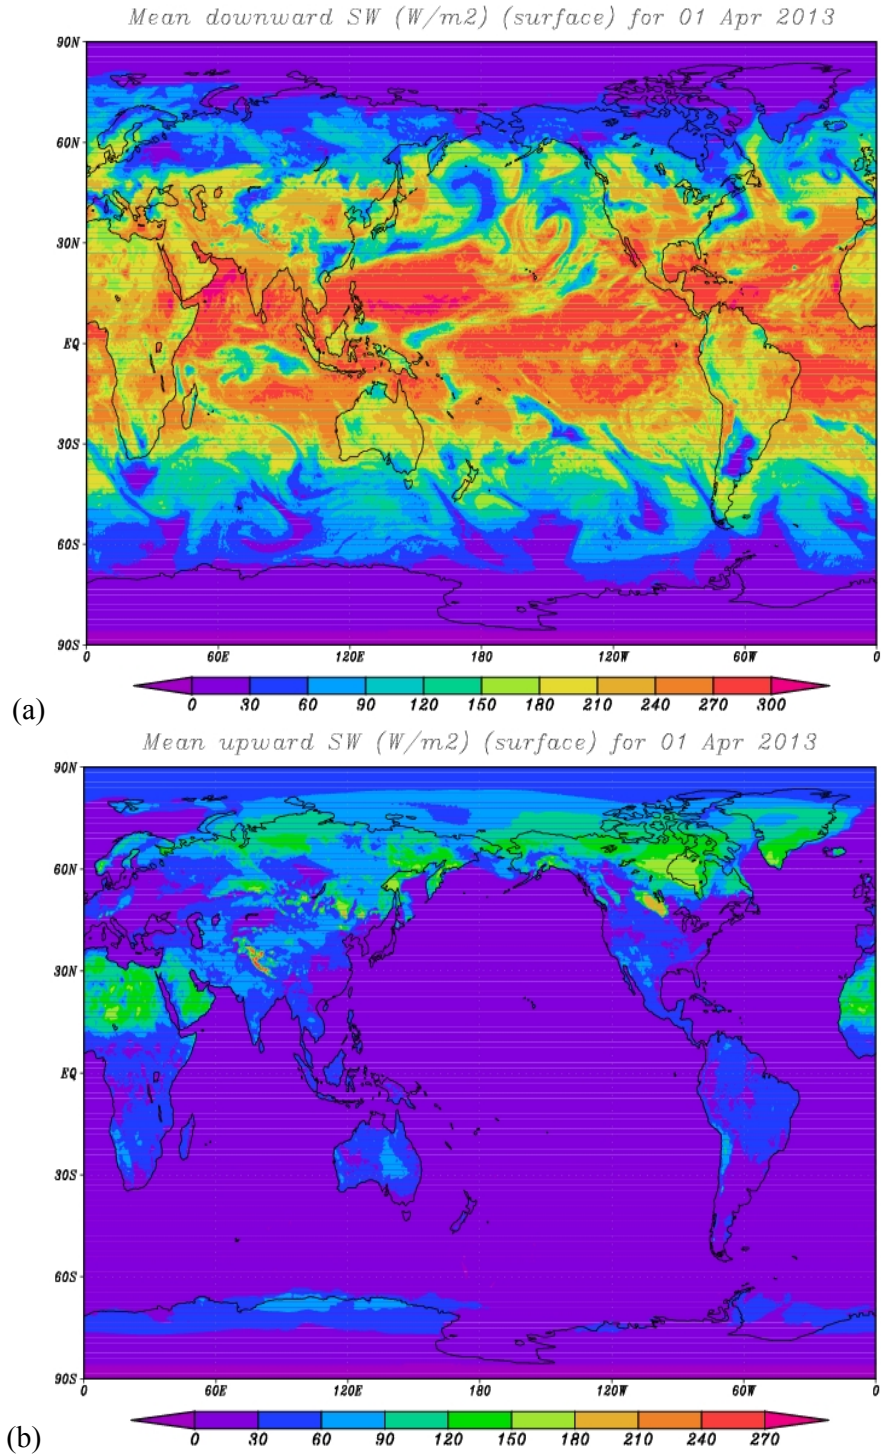 Mean downward SW (W/m2) (surface) for 01 Apr 2013
90N
60N
30N
EQ
30S
60S
90S
0 60E 120E 180 120W 60W 0
0 30 60 90 120 150 180 210 240 270 300
(a)
Mean upward SW (W/m2) (surface) for 01 Apr 2013
90N
60N
30N
EQ
30S
60S
90S
0 60E 120E 180 120W 60W 0
0 30 60 90 120 150 180 210 240 270
(b)